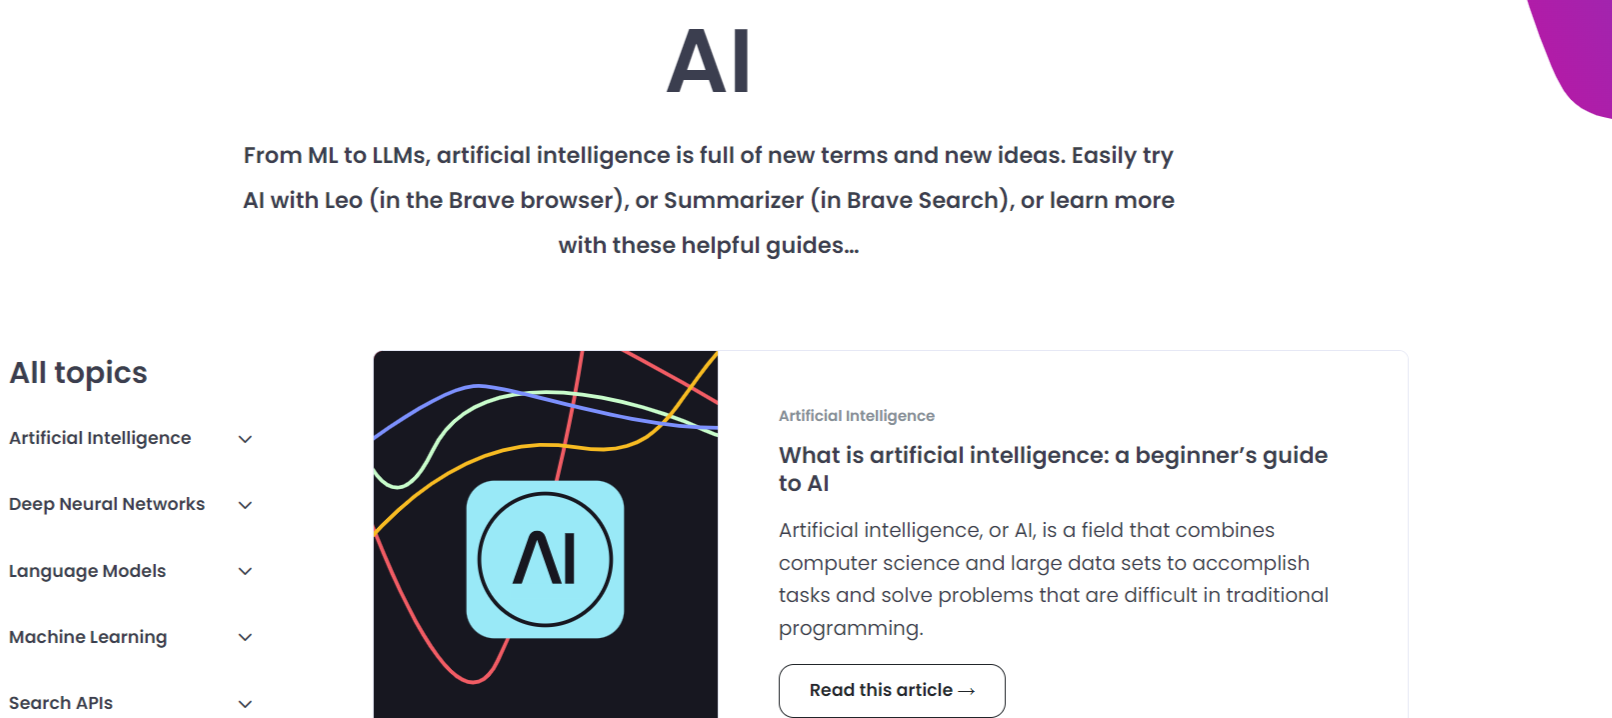 AI
From ML to LLMs, artificial intelligence is full of new terms and new ideas. Easily try
AI with Leo (in the Brave browser), or Summarizer (in Brave Search), or learn more
with these helpful guides…
All topics
Artificial Intelligence
Deep Neural Networks
Language Models
Machine Learning
Search APIs
AI
Artificial Intelligence
What is artificial intelligence: a beginner’s guide
to AI
Artificial intelligence, or AI, is a field that combines
computer science and large data sets to accomplish
tasks and solve problems that are difficult in traditional
programming.
Read this article →